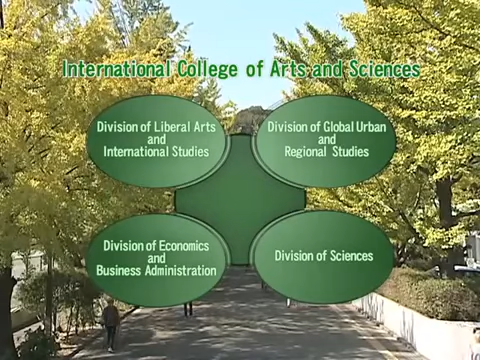 International College of Arts and Sciences
Division of Liberal Arts
and
International Studies
Division of Global Urban
and
Regional Studies
Division of Economics
and
Business Administration
Division of Sciences